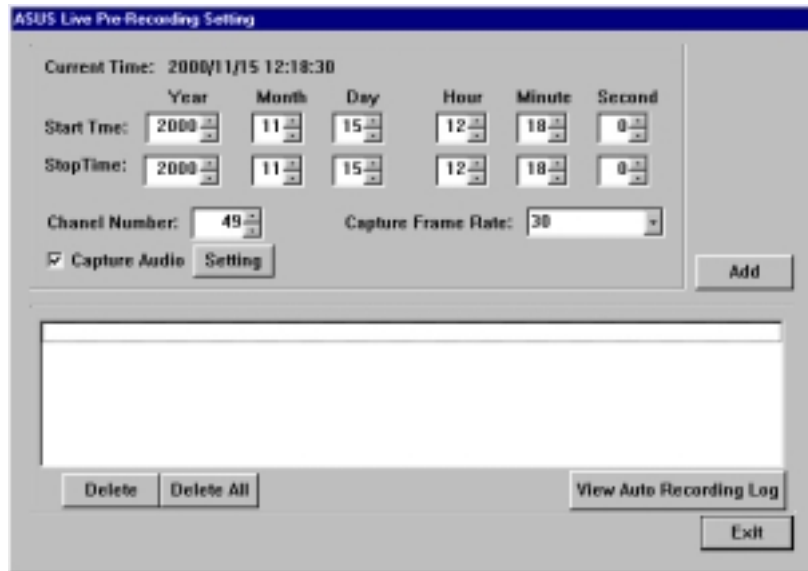 ASUS Live Pre-Recording Setting
Current Time: 2000/11/15 12:18:30
Year Month Day Hour Minute Second
Start Tme: 2000 11 15 12 18 0
StopTime: 2000 11 15 12 18 0
Chanel Number: 49 Capture Frame Rate: 30
Capture Audio Setting
Add
Delete Delete All View Auto Recording Log
Exit